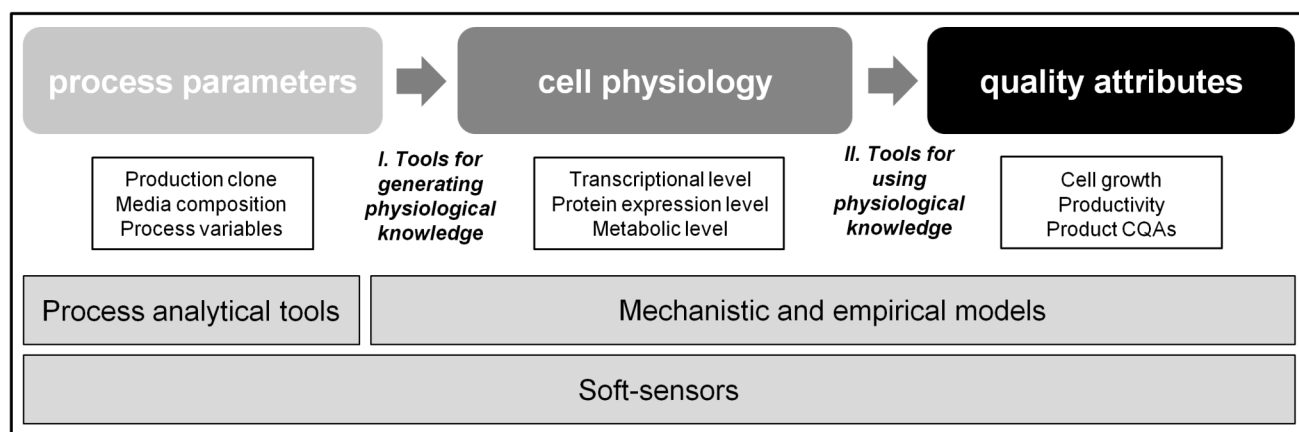 process parameters
cell physiology
quality attributes
Production clone
Media composition
Process variables
I. Tools for
generating
physiological
knowledge
Transcriptional level
Protein expression level
Metabolic level
II. Tools for
using
physiological
knowledge
Cell growth
Productivity
Product CQAs
Process analytical tools
Mechanistic and empirical models
Soft-sensors